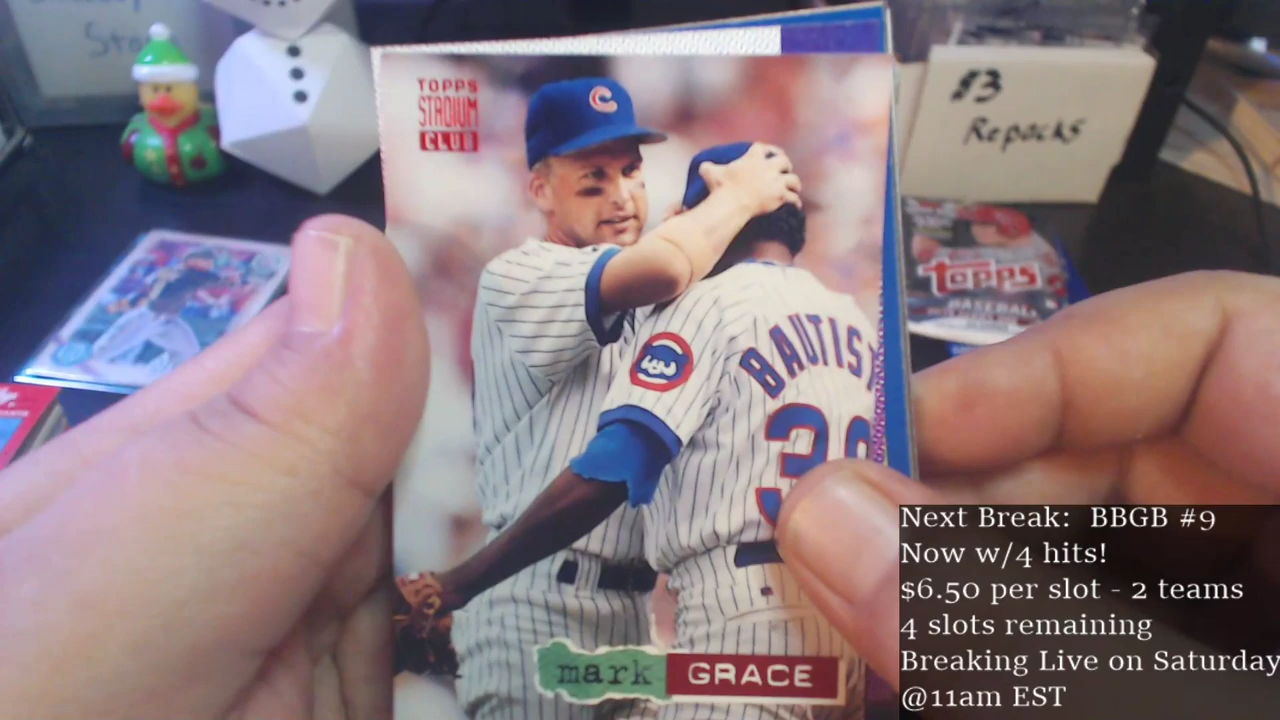 TOPPS
STADIUM
CLUB
C
#3
Repacks
topps
BASEBALL
BAUTIS
mark GRACE
Next Break: BBGB #9
Now w/4 hits!
$6.50 per slot - 2 teams
4 slots remaining
Breaking Live on Saturday
@11am EST